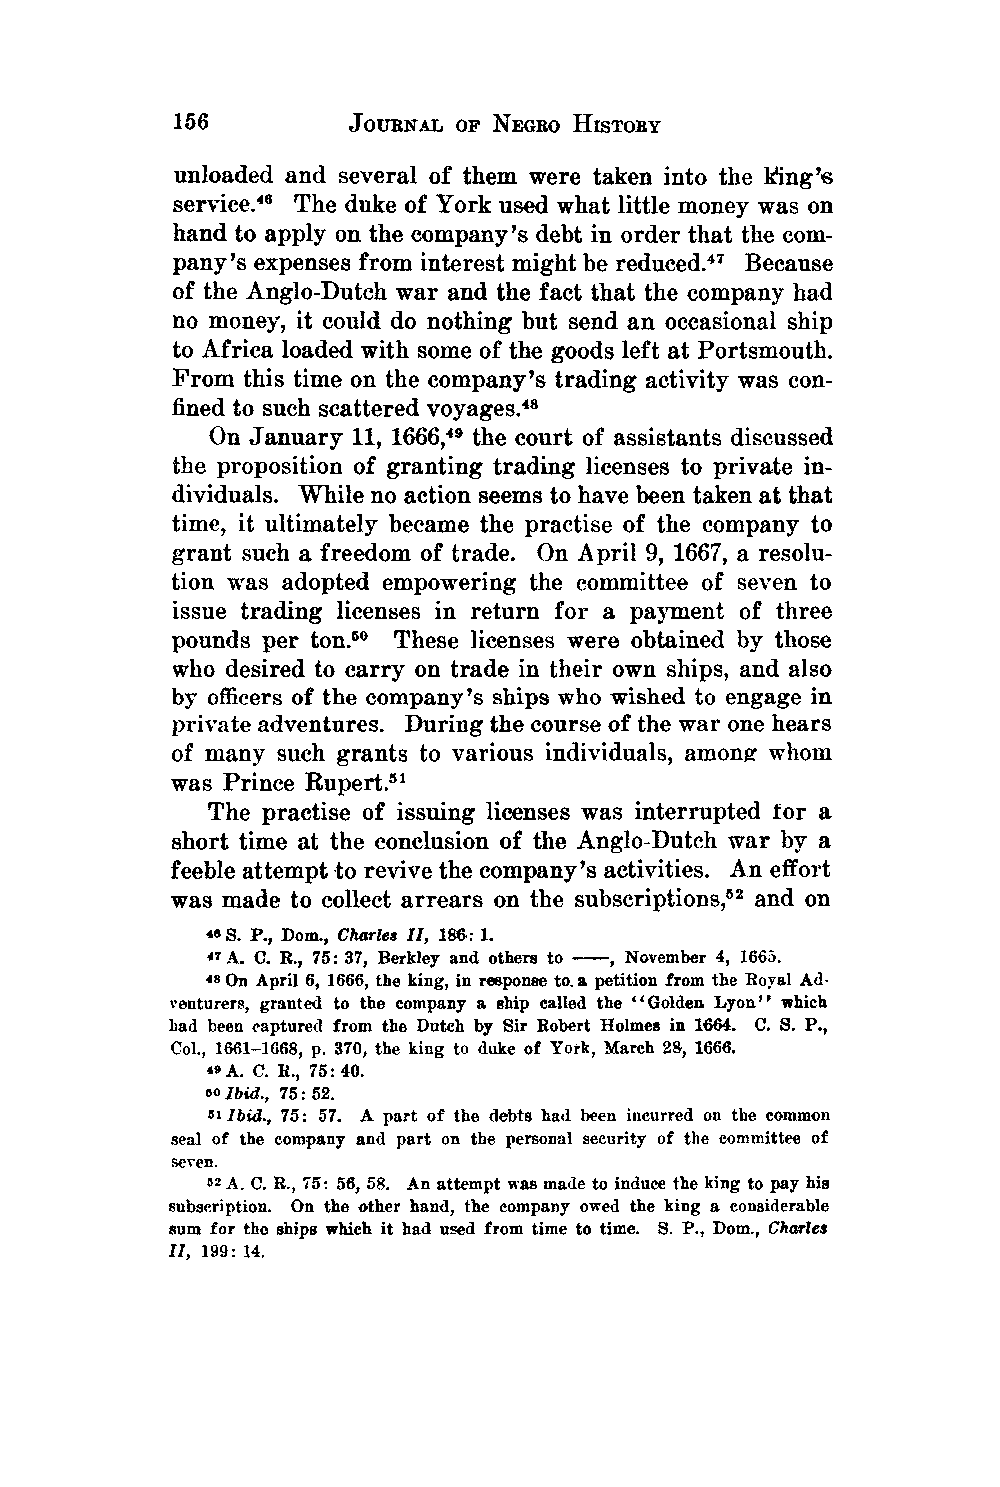 156 JOURNAL OF NEGRO HISTORY
unloaded and several of them were taken into the king's
service.⁴⁶ The duke of York used what little money was on
hand to apply on the company's debt in order that the com-
pany's expenses from interest might be reduced.⁴⁷ Because
of the Anglo-Dutch war and the fact that the company had
no money, it could do nothing but send an occasional ship
to Africa loaded with some of the goods left at Portsmouth.
From this time on the company's trading activity was con-
fined to such scattered voyages.⁴⁸
On January 11, 1666,⁴⁹ the court of assistants discussed
the proposition of granting trading licenses to private in-
dividuals. While no action seems to have been taken at that
time, it ultimately became the practise of the company to
grant such a freedom of trade. On April 9, 1667, a resolu-
tion was adopted empowering the committee of seven to
issue trading licenses in return for a payment of three
pounds per ton.⁵⁰ These licenses were obtained by those
who desired to carry on trade in their own ships, and also
by officers of the company's ships who wished to engage in
private adventures. During the course of the war one hears
of many such grants to various individuals, among whom
was Prince Rupert.⁵¹
The practise of issuing licenses was interrupted for a
short time at the conclusion of the Anglo-Dutch war by a
feeble attempt to revive the company's activities. An effort
was made to collect arrears on the subscriptions,⁵² and on
⁴⁶ S. P., Dom., Charles II, 186: 1.
⁴⁷ A. C. R., 75: 37, Berkley and others to ——, November 4, 1665.
⁴⁸ On April 6, 1666, the king, in response to a petition from the Royal Ad-
venturers, granted to the company a ship called the ''Golden Lyon'' which
had been captured from the Dutch by Sir Robert Holmes in 1664. C. S. P.,
Col., 1661–1668, p. 370, the king to duke of York, March 28, 1666.
⁴⁹ A. C. R., 75: 40.
⁵⁰ Ibid., 75: 52.
⁵¹ Ibid., 75: 57. A part of the debts had been incurred on the common
seal of the company and part on the personal security of the committee of
seven.
⁵² A. C. R., 75: 56, 58. An attempt was made to induce the king to pay his
subscription. On the other hand, the company owed the king a considerable
sum for the ships which it had used from time to time. S. P., Dom., Charles
II, 199: 14.